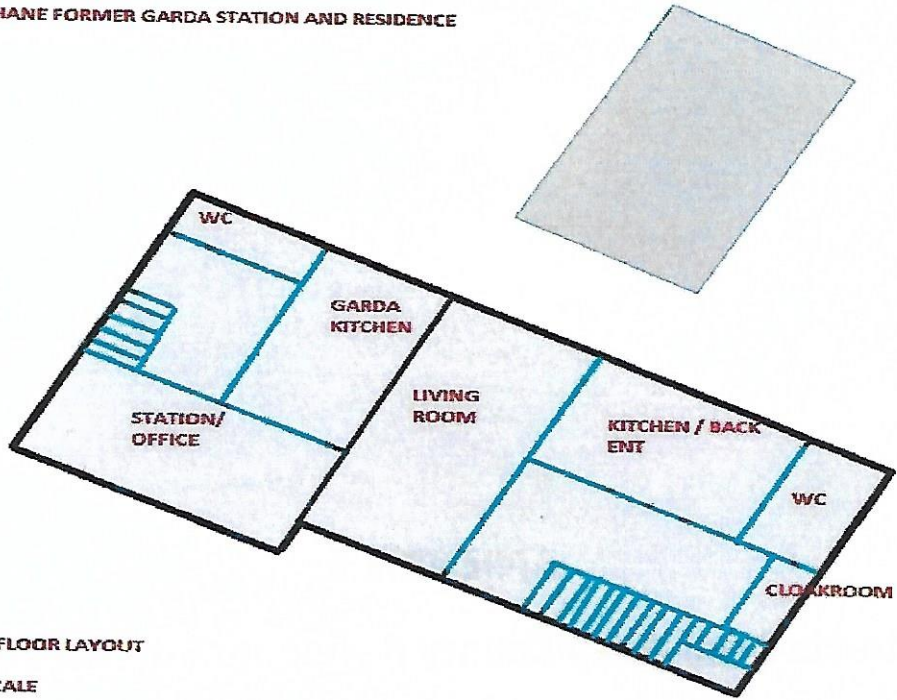 HANE FORMER GARDA STATION AND RESIDENCE
WC
GARDA
KITCHEN
LIVING
ROOM
STATION/
OFFICE
KITCHEN / BACK
ENT
WC
CLOAKROOM
FLOOR LAYOUT
CALE